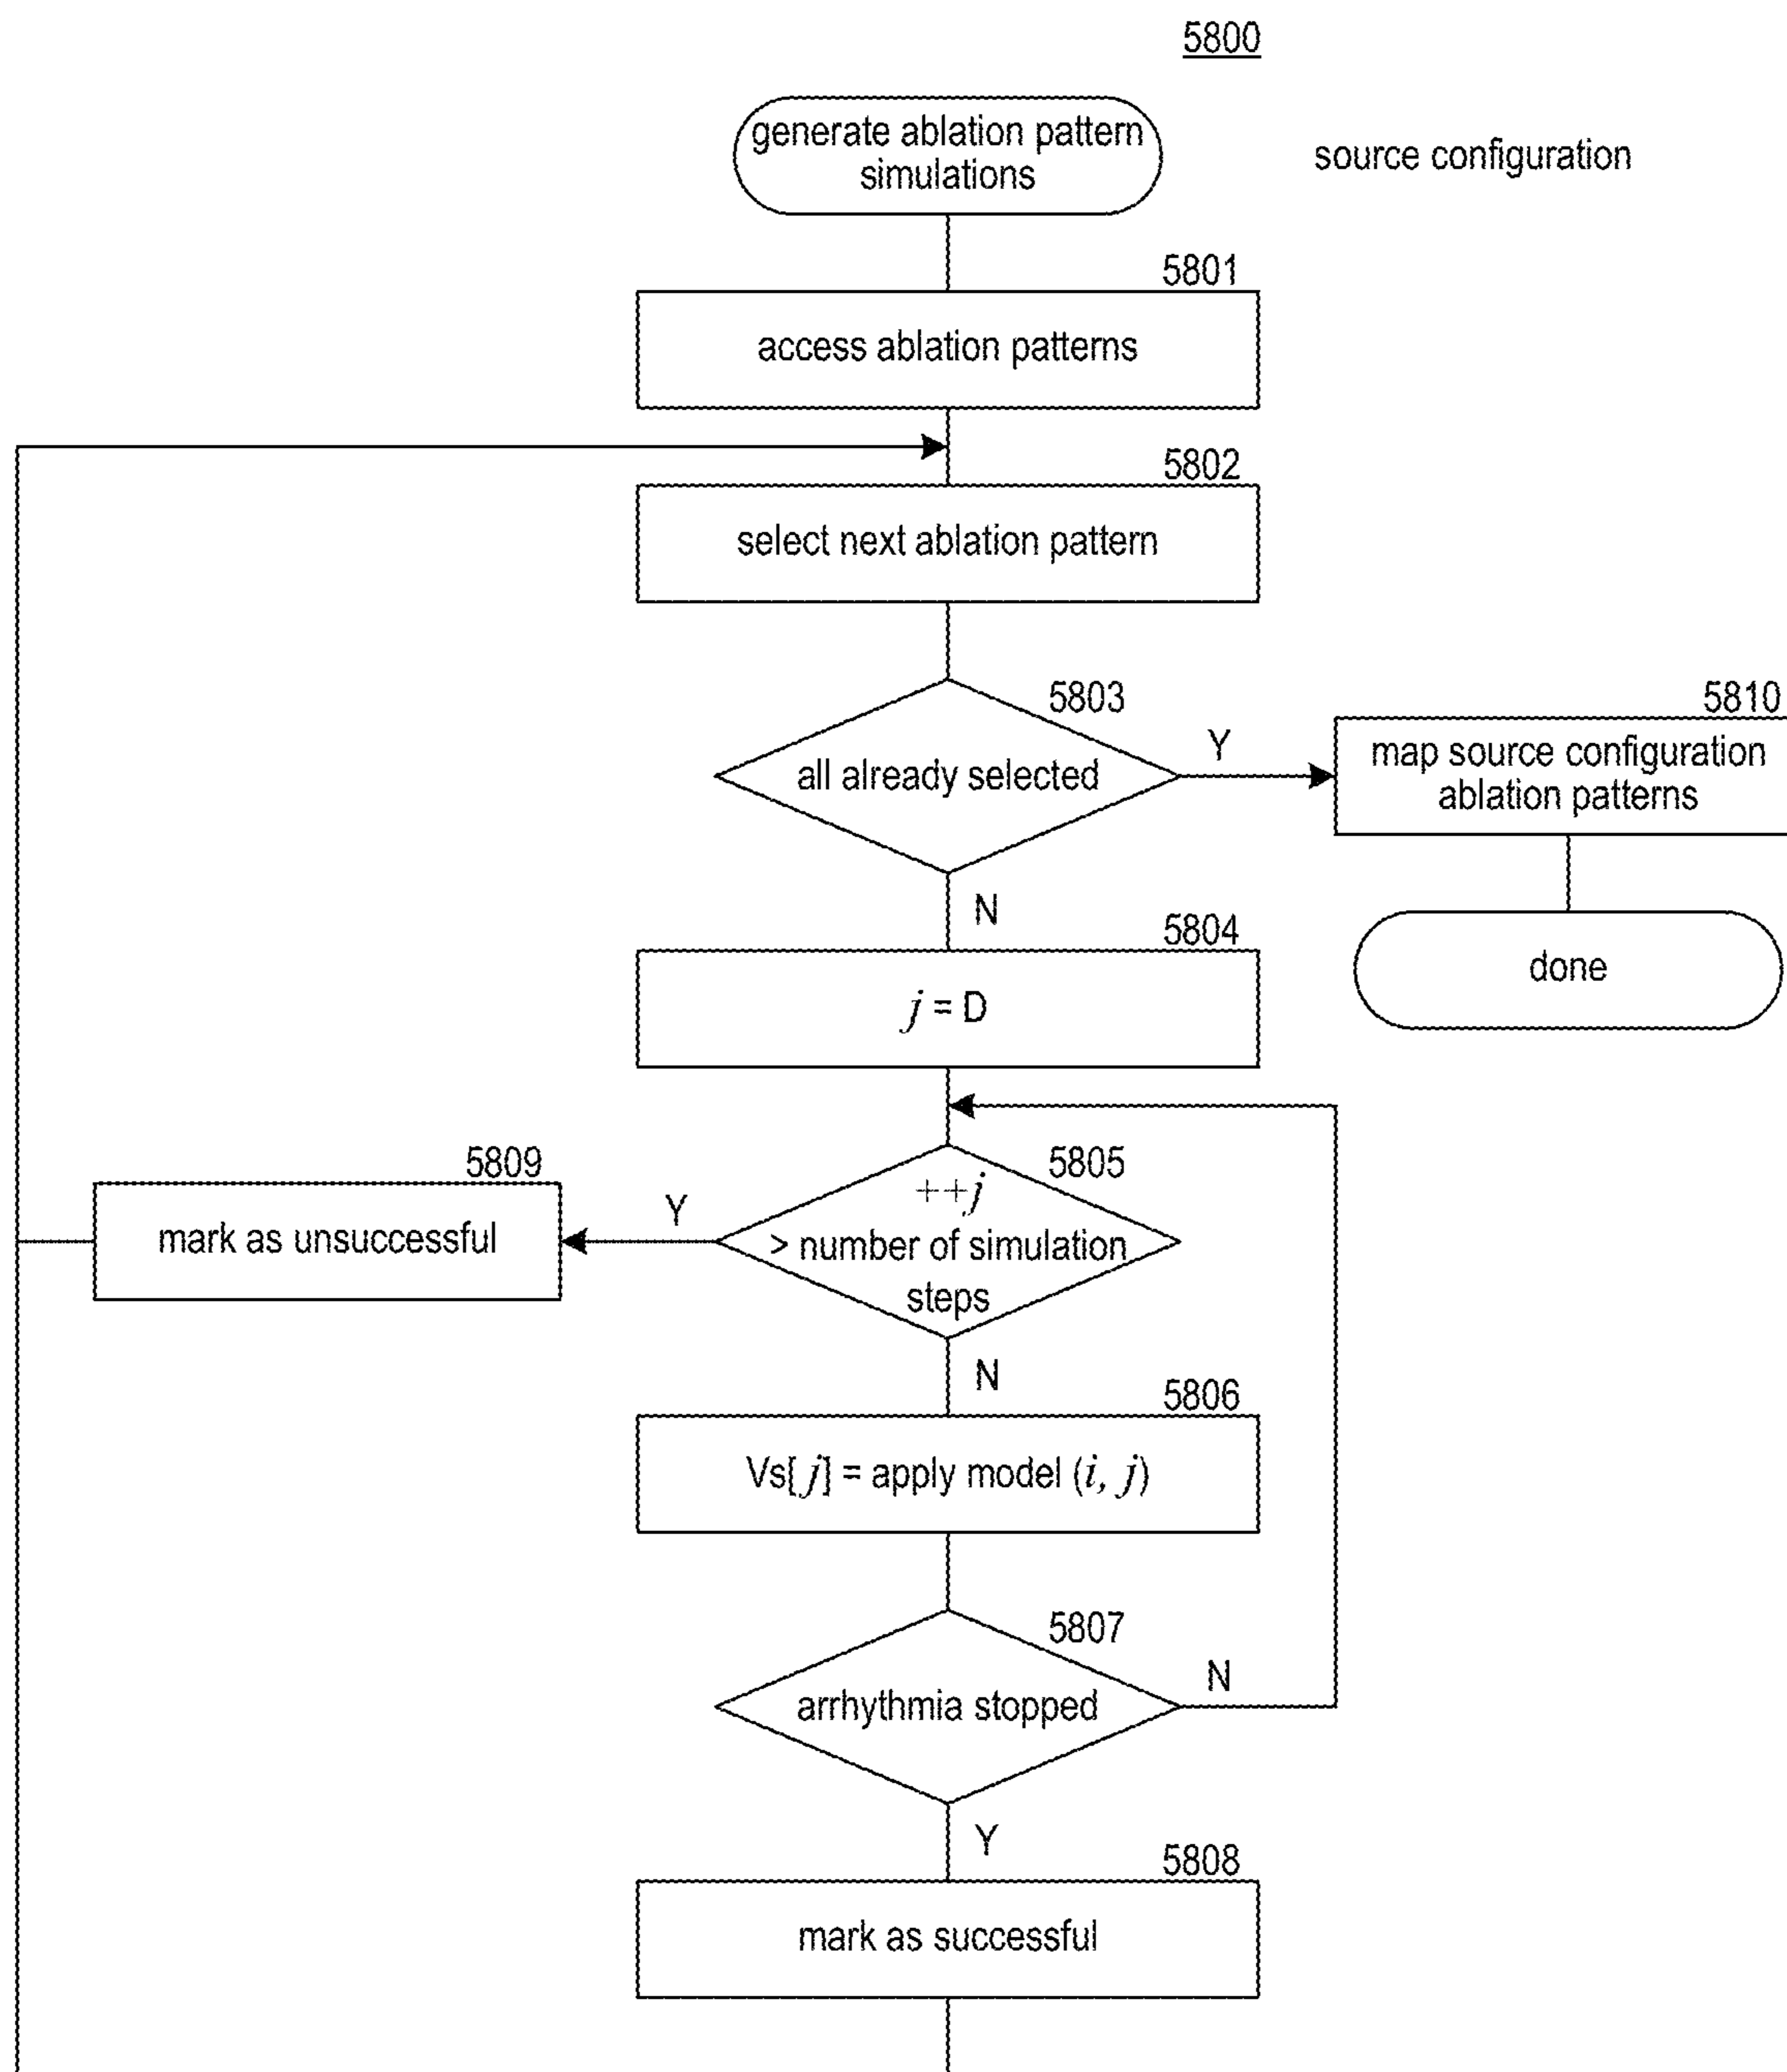 5800
generate ablation pattern
simulations
source configuration
5801
access ablation patterns
5802
select next ablation pattern
5803
all already selected
Y
5810
map source configuration
ablation patterns
N
done
5804
j = D
5805
++j
> number of simulation
steps
Y
5809
mark as unsuccessful
N
5806
Vs[ j] = apply model (i, j)
5807
arrhythmia stopped
N
Y
5808
mark as successful